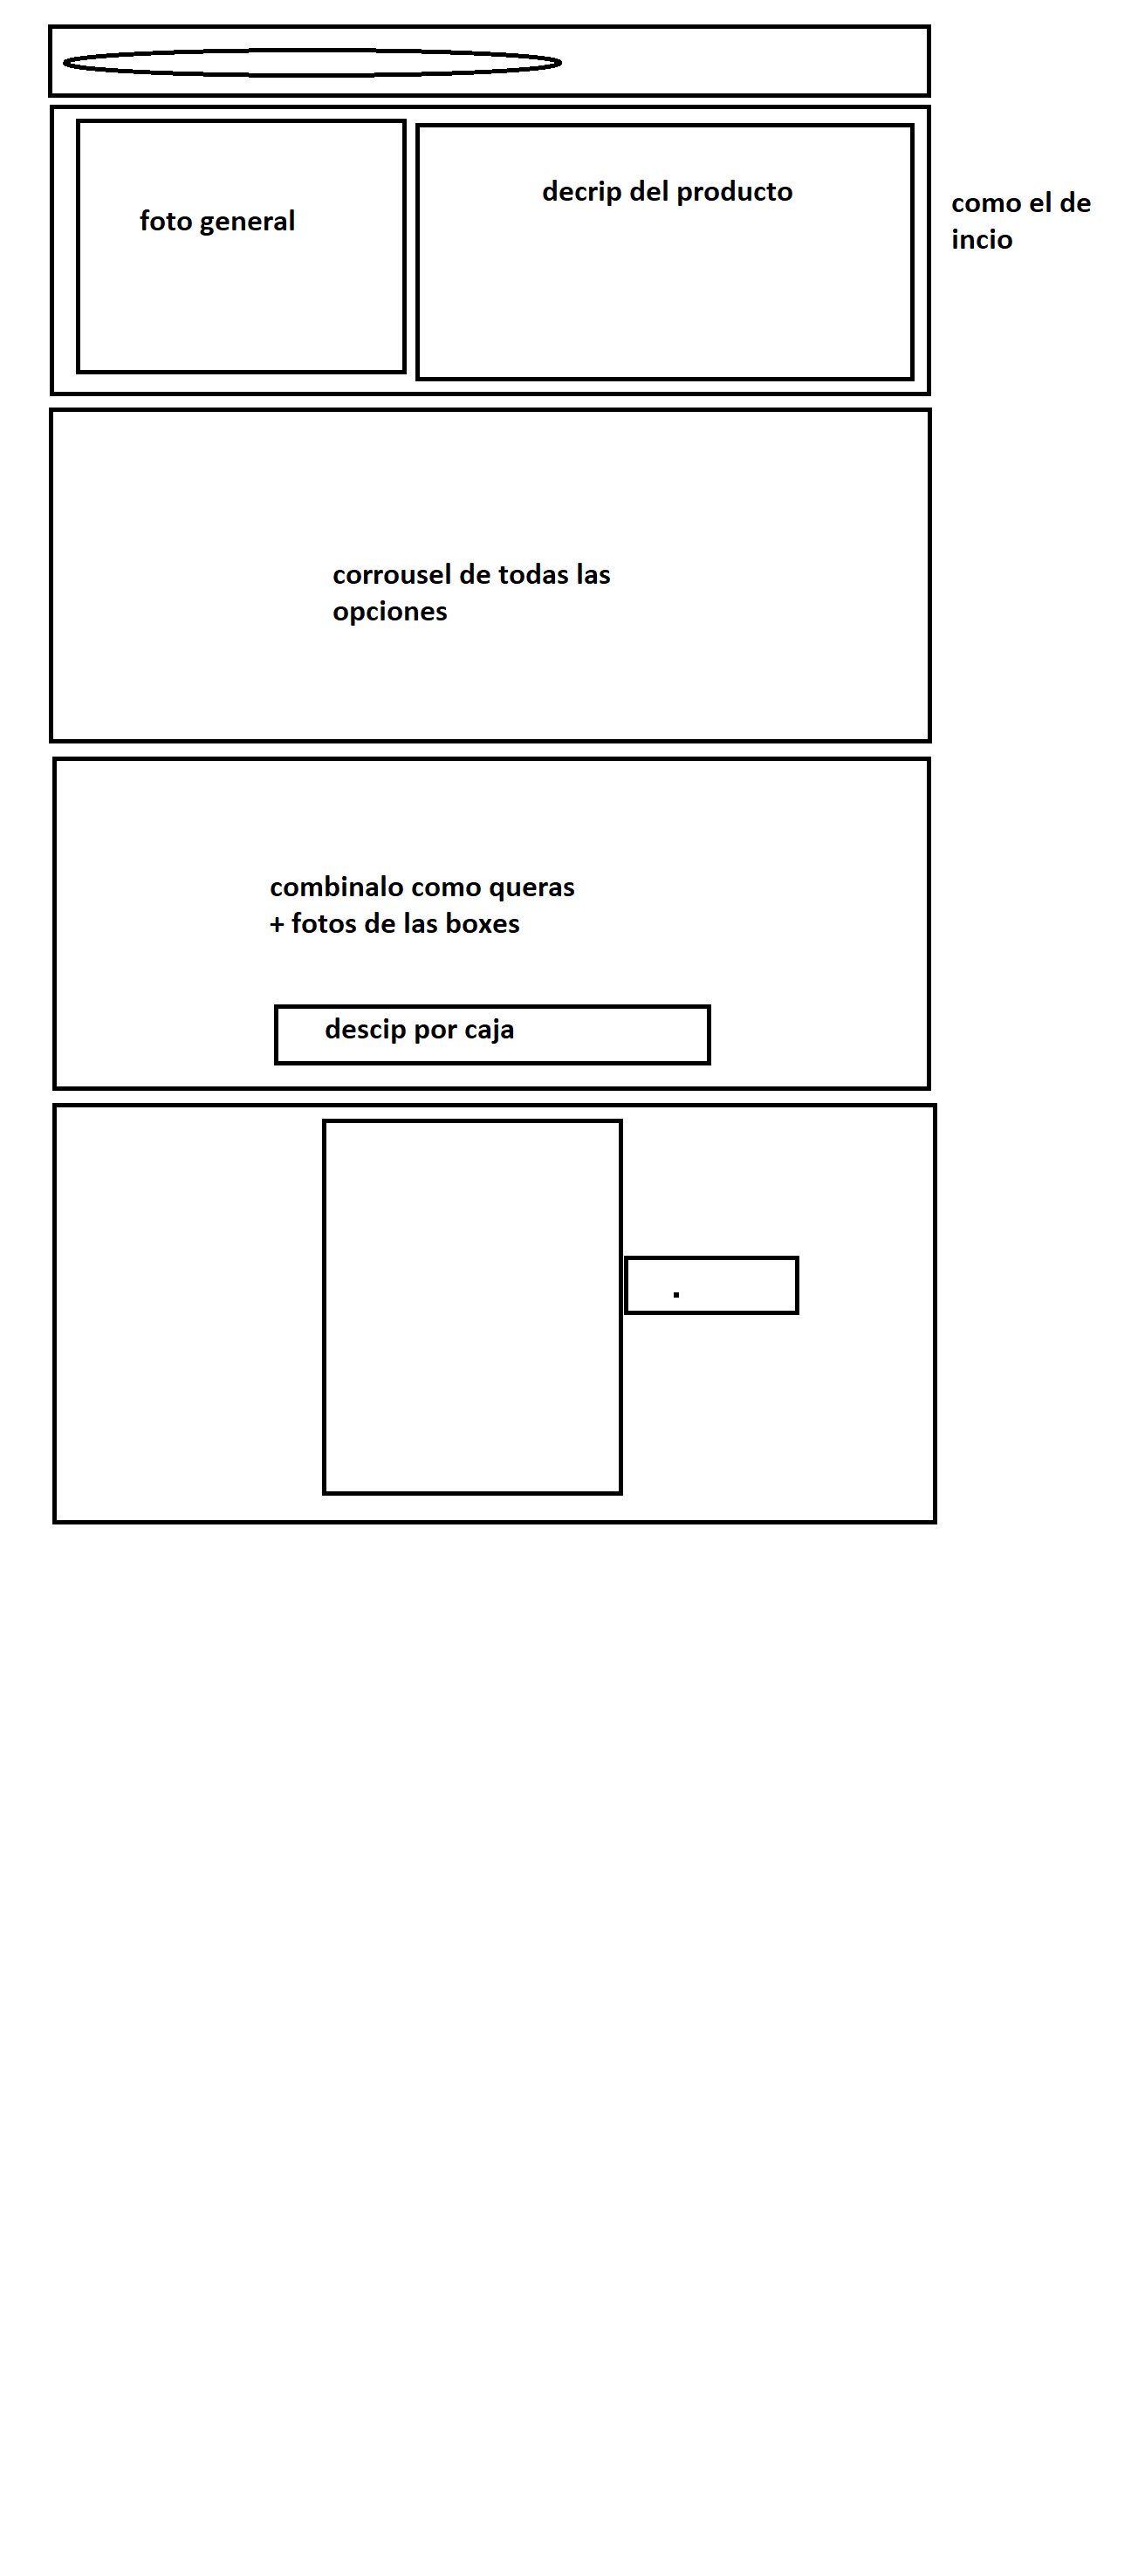 foto general
decrip del producto
como el de
incio
corrousel de todas las
opciones
combinalo como queras
+ fotos de las boxes
descip por caja
.